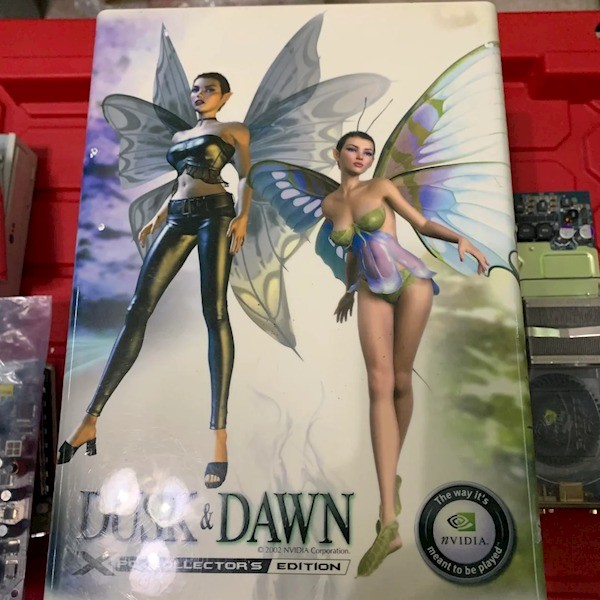 DUSK & DAWN
© 2002 NVIDIA Corporation.
COLLECTOR'S EDITION
The way it's
NVIDIA
meant to be played